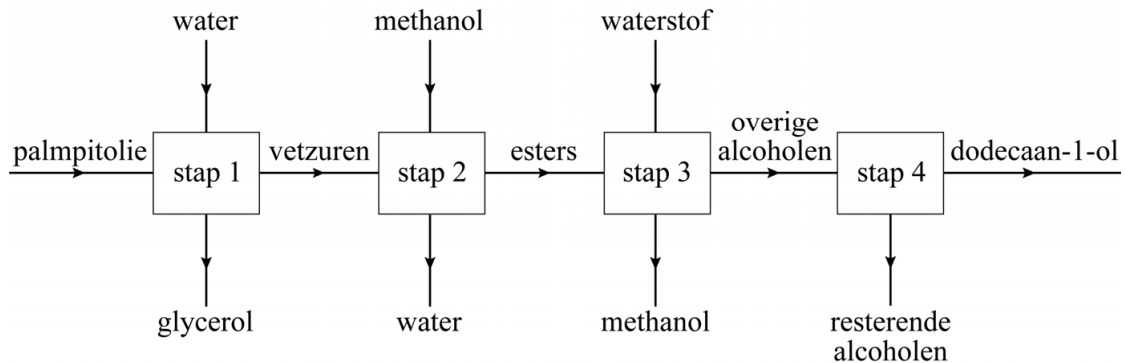 water
methanol
waterstof
palmpitolie
stap 1
vetzuren
stap 2
esters
stap 3
overige
alcoholen
stap 4
dodecaan-1-ol
glycerol
water
methanol
resterende
alcoholen